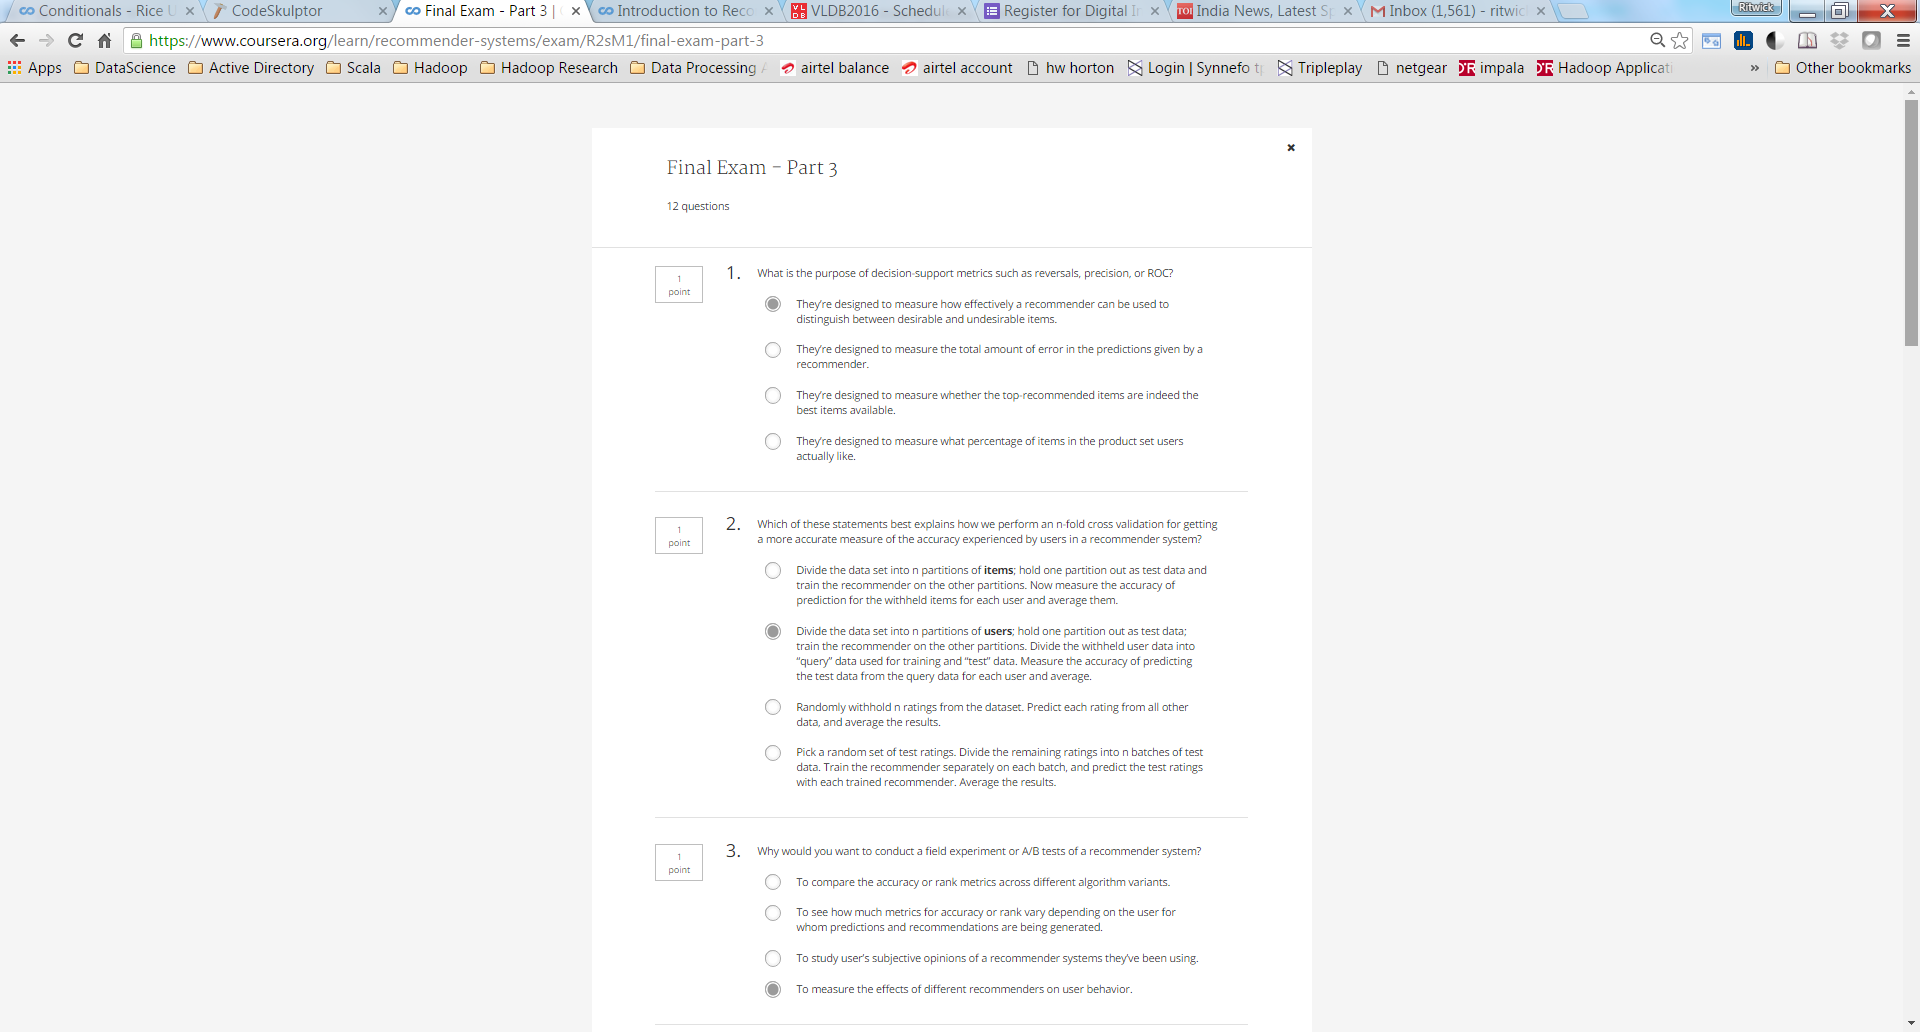 Conditionals - Rice U
CodeSkulptor
Final Exam - Part 3 |
Introduction to Reco
VLDB2016 - Schedule
Register for Digital I
India News, Latest Sp
Inbox (1,561) - ritwic
Ritwick
https://www.coursera.org/learn/recommender-systems/exam/R2sM1/final-exam-part-3
Apps
DataScience
Active Directory
Scala
Hadoop
Hadoop Research
Data Processing
airtel balance
airtel account
hw horton
Login | Synnefo
Tripleplay
netgear
impala
Hadoop Applicati
»
Other bookmarks
Final Exam - Part 3
12 questions
1
point
1. What is the purpose of decision-support metrics such as reversals, precision, or ROC?
They're designed to measure how effectively a recommender can be used to
distinguish between desirable and undesirable items.
They're designed to measure the total amount of error in the predictions given by a
recommender.
They're designed to measure whether the top-recommended items are indeed the
best items available.
They're designed to measure what percentage of items in the product set users
actually like.
1
point
2. Which of these statements best explains how we perform an n-fold cross validation for getting
a more accurate measure of the accuracy experienced by users in a recommender system?
Divide the data set into n partitions of items; hold one partition out as test data and
train the recommender on the other partitions. Now measure the accuracy of
prediction for the withheld items for each user and average them.
Divide the data set into n partitions of users; hold one partition out as test data;
train the recommender on the other partitions. Divide the withheld user data into
"query" data used for training and "test" data. Measure the accuracy of predicting
the test data from the query data for each user and average.
Randomly withhold n ratings from the dataset. Predict each rating from all other
data, and average the results.
Pick a random set of test ratings. Divide the remaining ratings into n batches of test
data. Train the recommender separately on each batch, and predict the test ratings
with each trained recommender. Average the results.
1
point
3. Why would you want to conduct a field experiment or A/B tests of a recommender system?
To compare the accuracy or rank metrics across different algorithm variants.
To see how much metrics for accuracy or rank vary depending on the user for
whom predictions and recommendations are being generated.
To study user's subjective opinions of a recommender systems they've been using.
To measure the effects of different recommenders on user behavior.